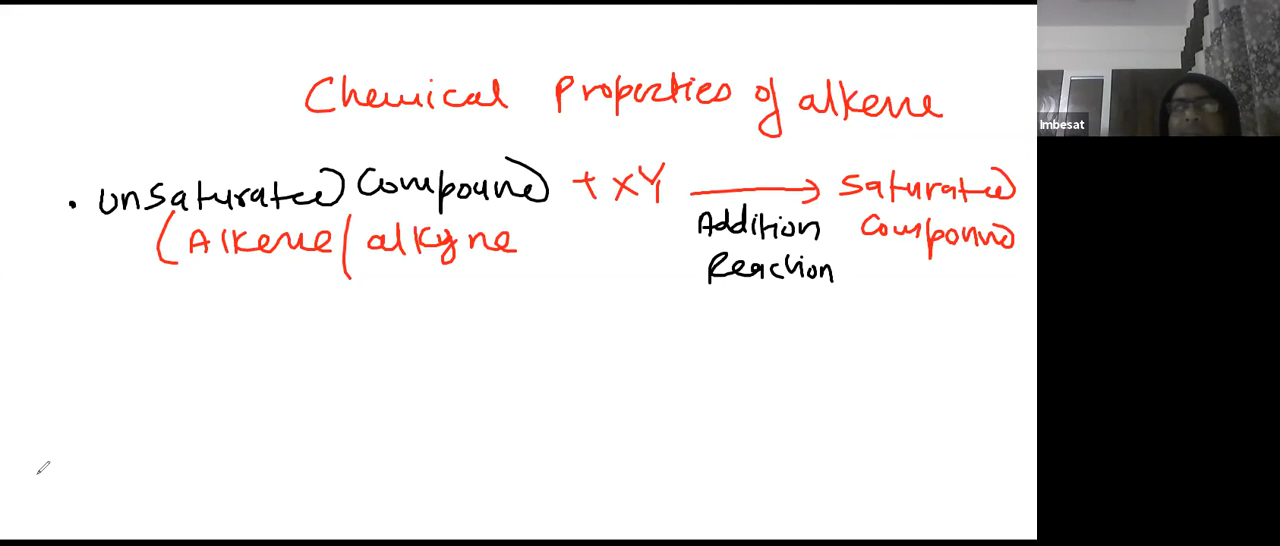 Chemical Properties of alkene
• Unsaturated Compound + XY → Saturated Compound
(Alkene / alkyne
Addition Reaction
Imbesat